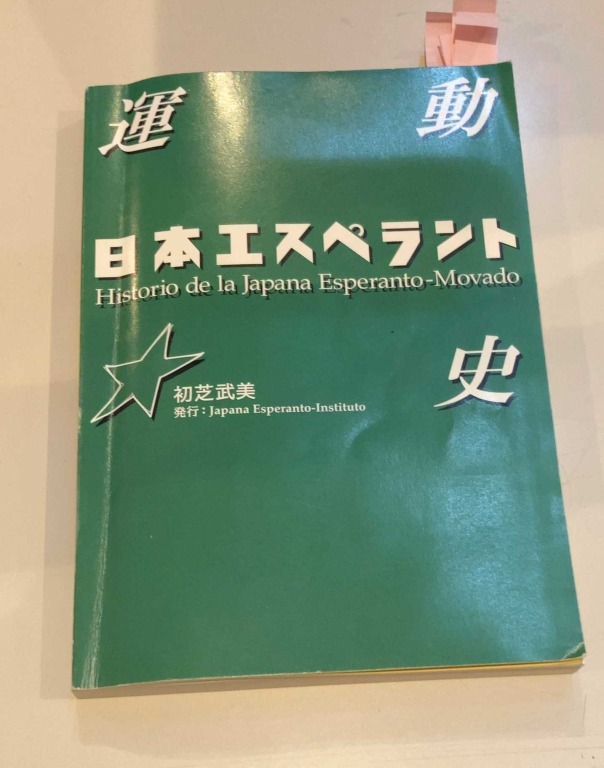 運動
日本エスペラント
Historio de la Japana Esperanto-Movado
史
初芝武美
発行：Japana Esperanto-Instituto